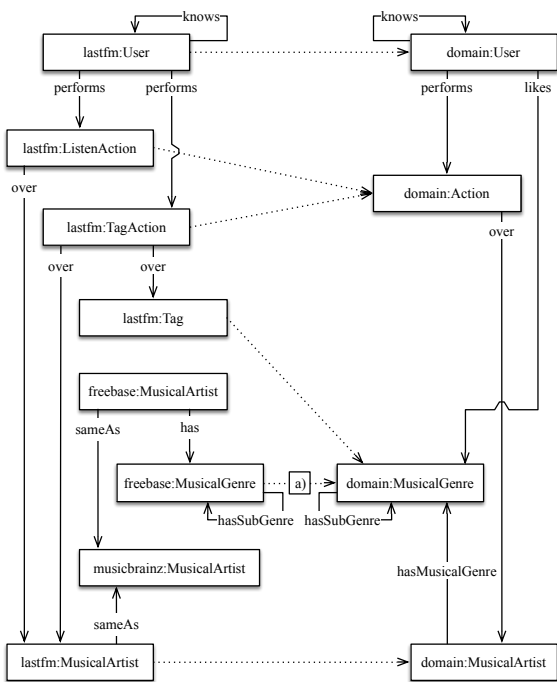 knows
knows
lastfm:User
domain:User
performs
performs
performs
likes
lastfm:ListenAction
over
domain:Action
lastfm:TagAction
over
over
over
lastfm:Tag
freebase:MusicalArtist
sameAs
has
freebase:MusicalGenre
a)
domain:MusicalGenre
hasSubGenre
hasSubGenre
musicbrainz:MusicalArtist
hasMusicalGenre
sameAs
lastfm:MusicalArtist
domain:MusicalArtist